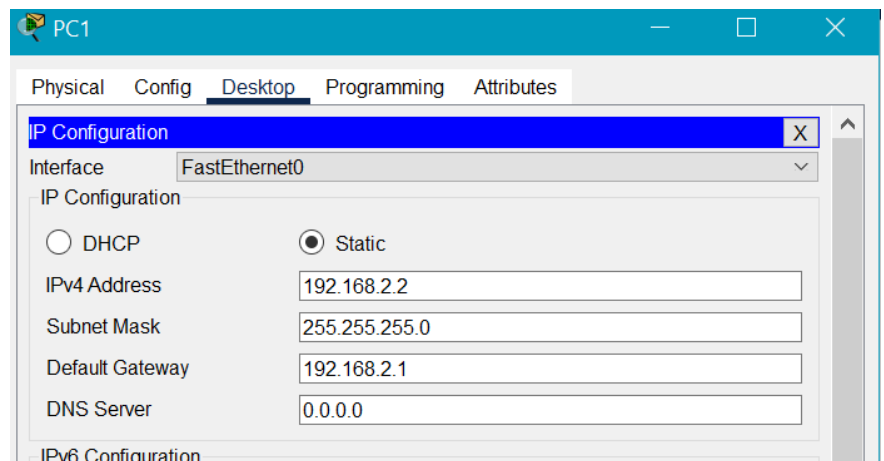 PC1
Physical Config Desktop Programming Attributes
IP Configuration X
Interface FastEthernet0
IP Configuration
DHCP Static
IPv4 Address 192.168.2.2
Subnet Mask 255.255.255.0
Default Gateway 192.168.2.1
DNS Server 0.0.0.0
IPv6 Configuration